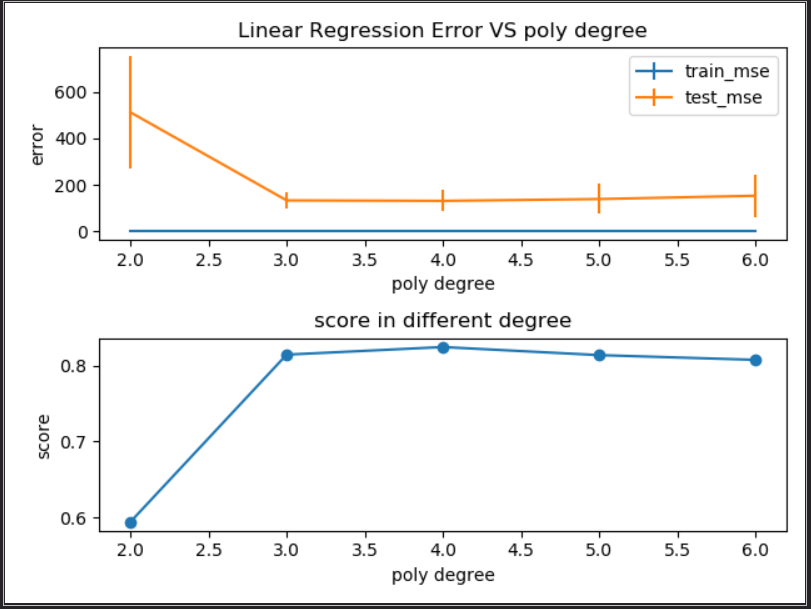 Linear Regression Error VS poly degree
train_mse
test_mse
error
600
400
200
0
2.0 2.5 3.0 3.5 4.0 4.5 5.0 5.5 6.0
poly degree
score in different degree
score
0.8
0.7
0.6
2.0 2.5 3.0 3.5 4.0 4.5 5.0 5.5 6.0
poly degree